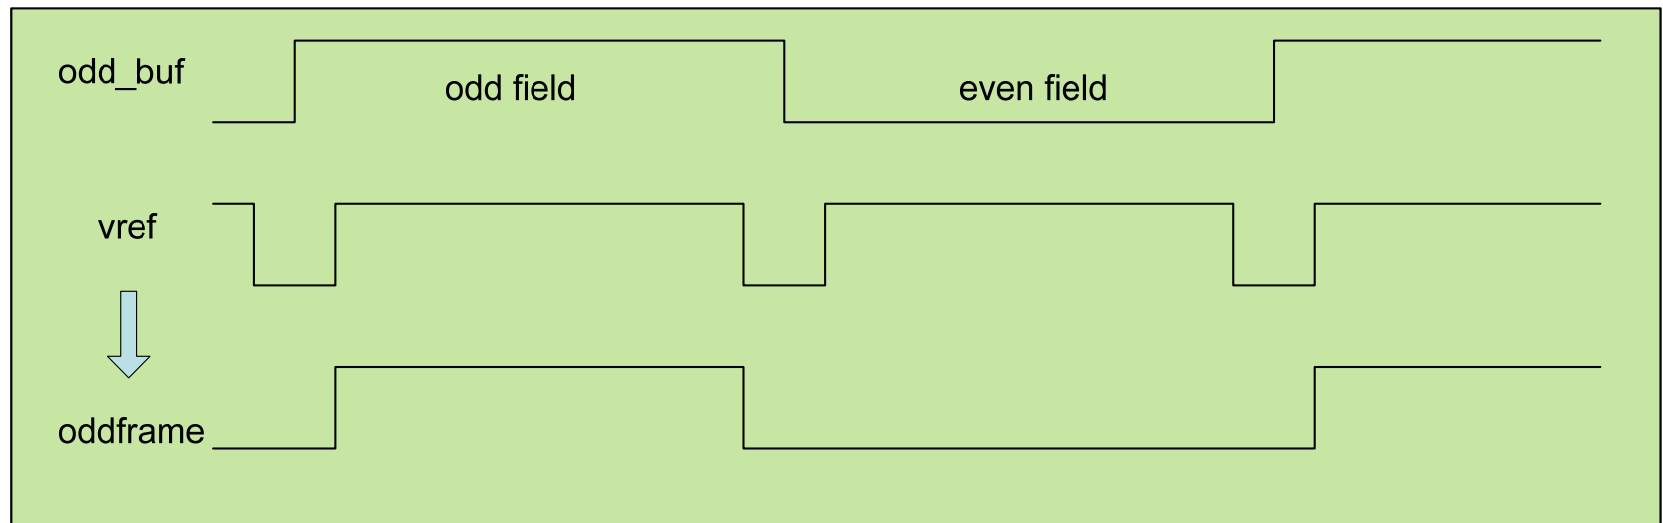 odd_buf
odd field
even field
vref
oddframe